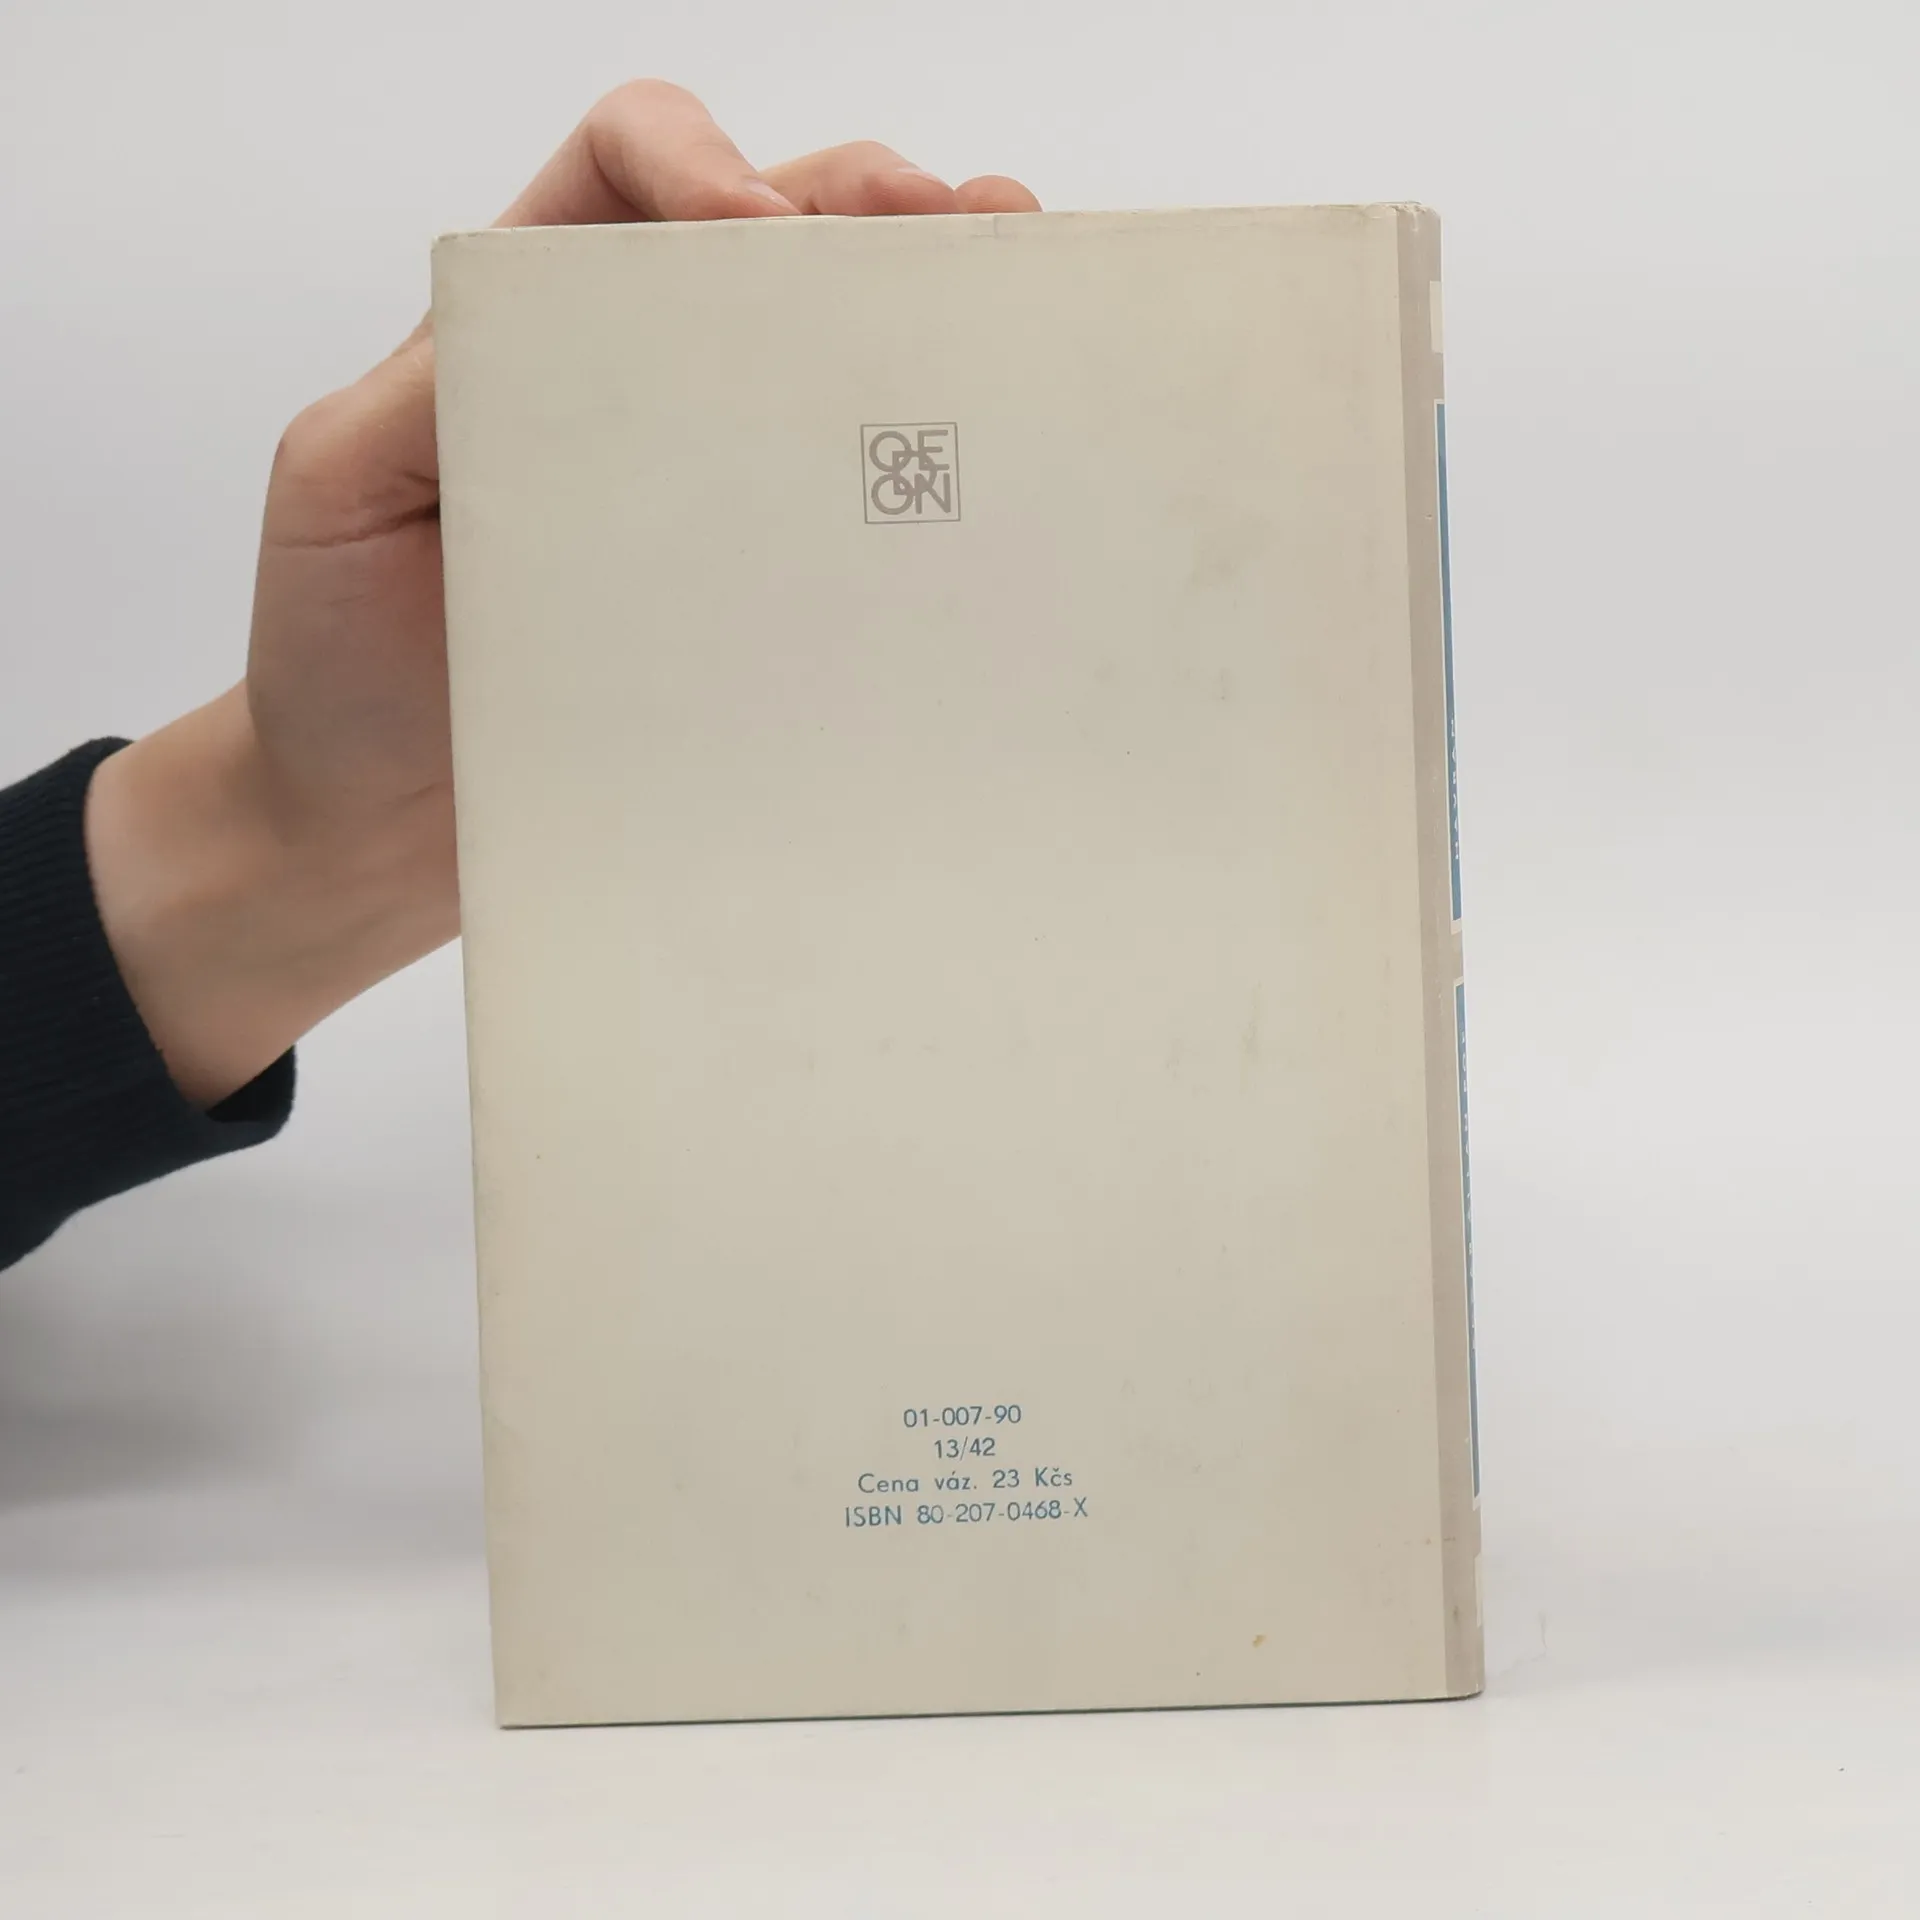 ODEON
01-007-90
13/42
Cena váz. 23 Kčs
ISBN 80-207-0468-X